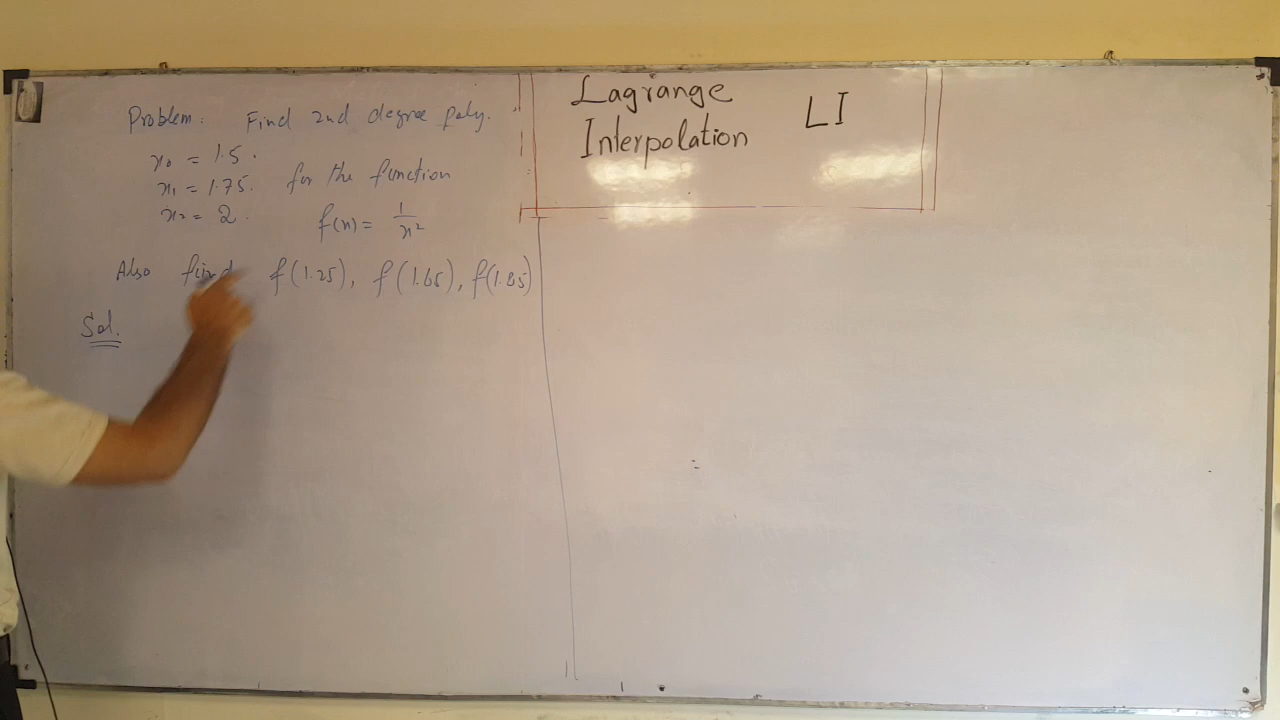 Problem: Find 2nd degree poly.
x₀ = 1.5.
x₁ = 1.75. for the function
x₂ = 2. f(x) = 1/x²
Also find f(1.25), f(1.65), f(1.85)
Sol.
Lagrange
Interpolation
LI